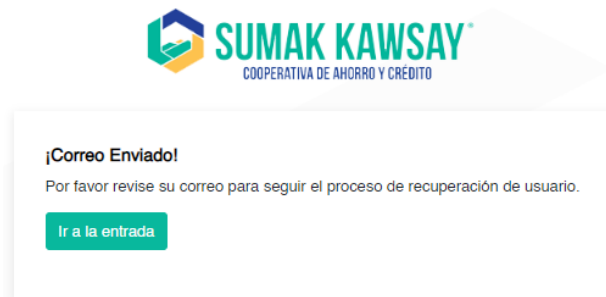 SUMAK KAWSAY
COOPERATIVA DE AHORRO Y CRÉDITO
¡Correo Enviado!
Por favor revise su correo para seguir el proceso de recuperación de usuario.
Ir a la entrada